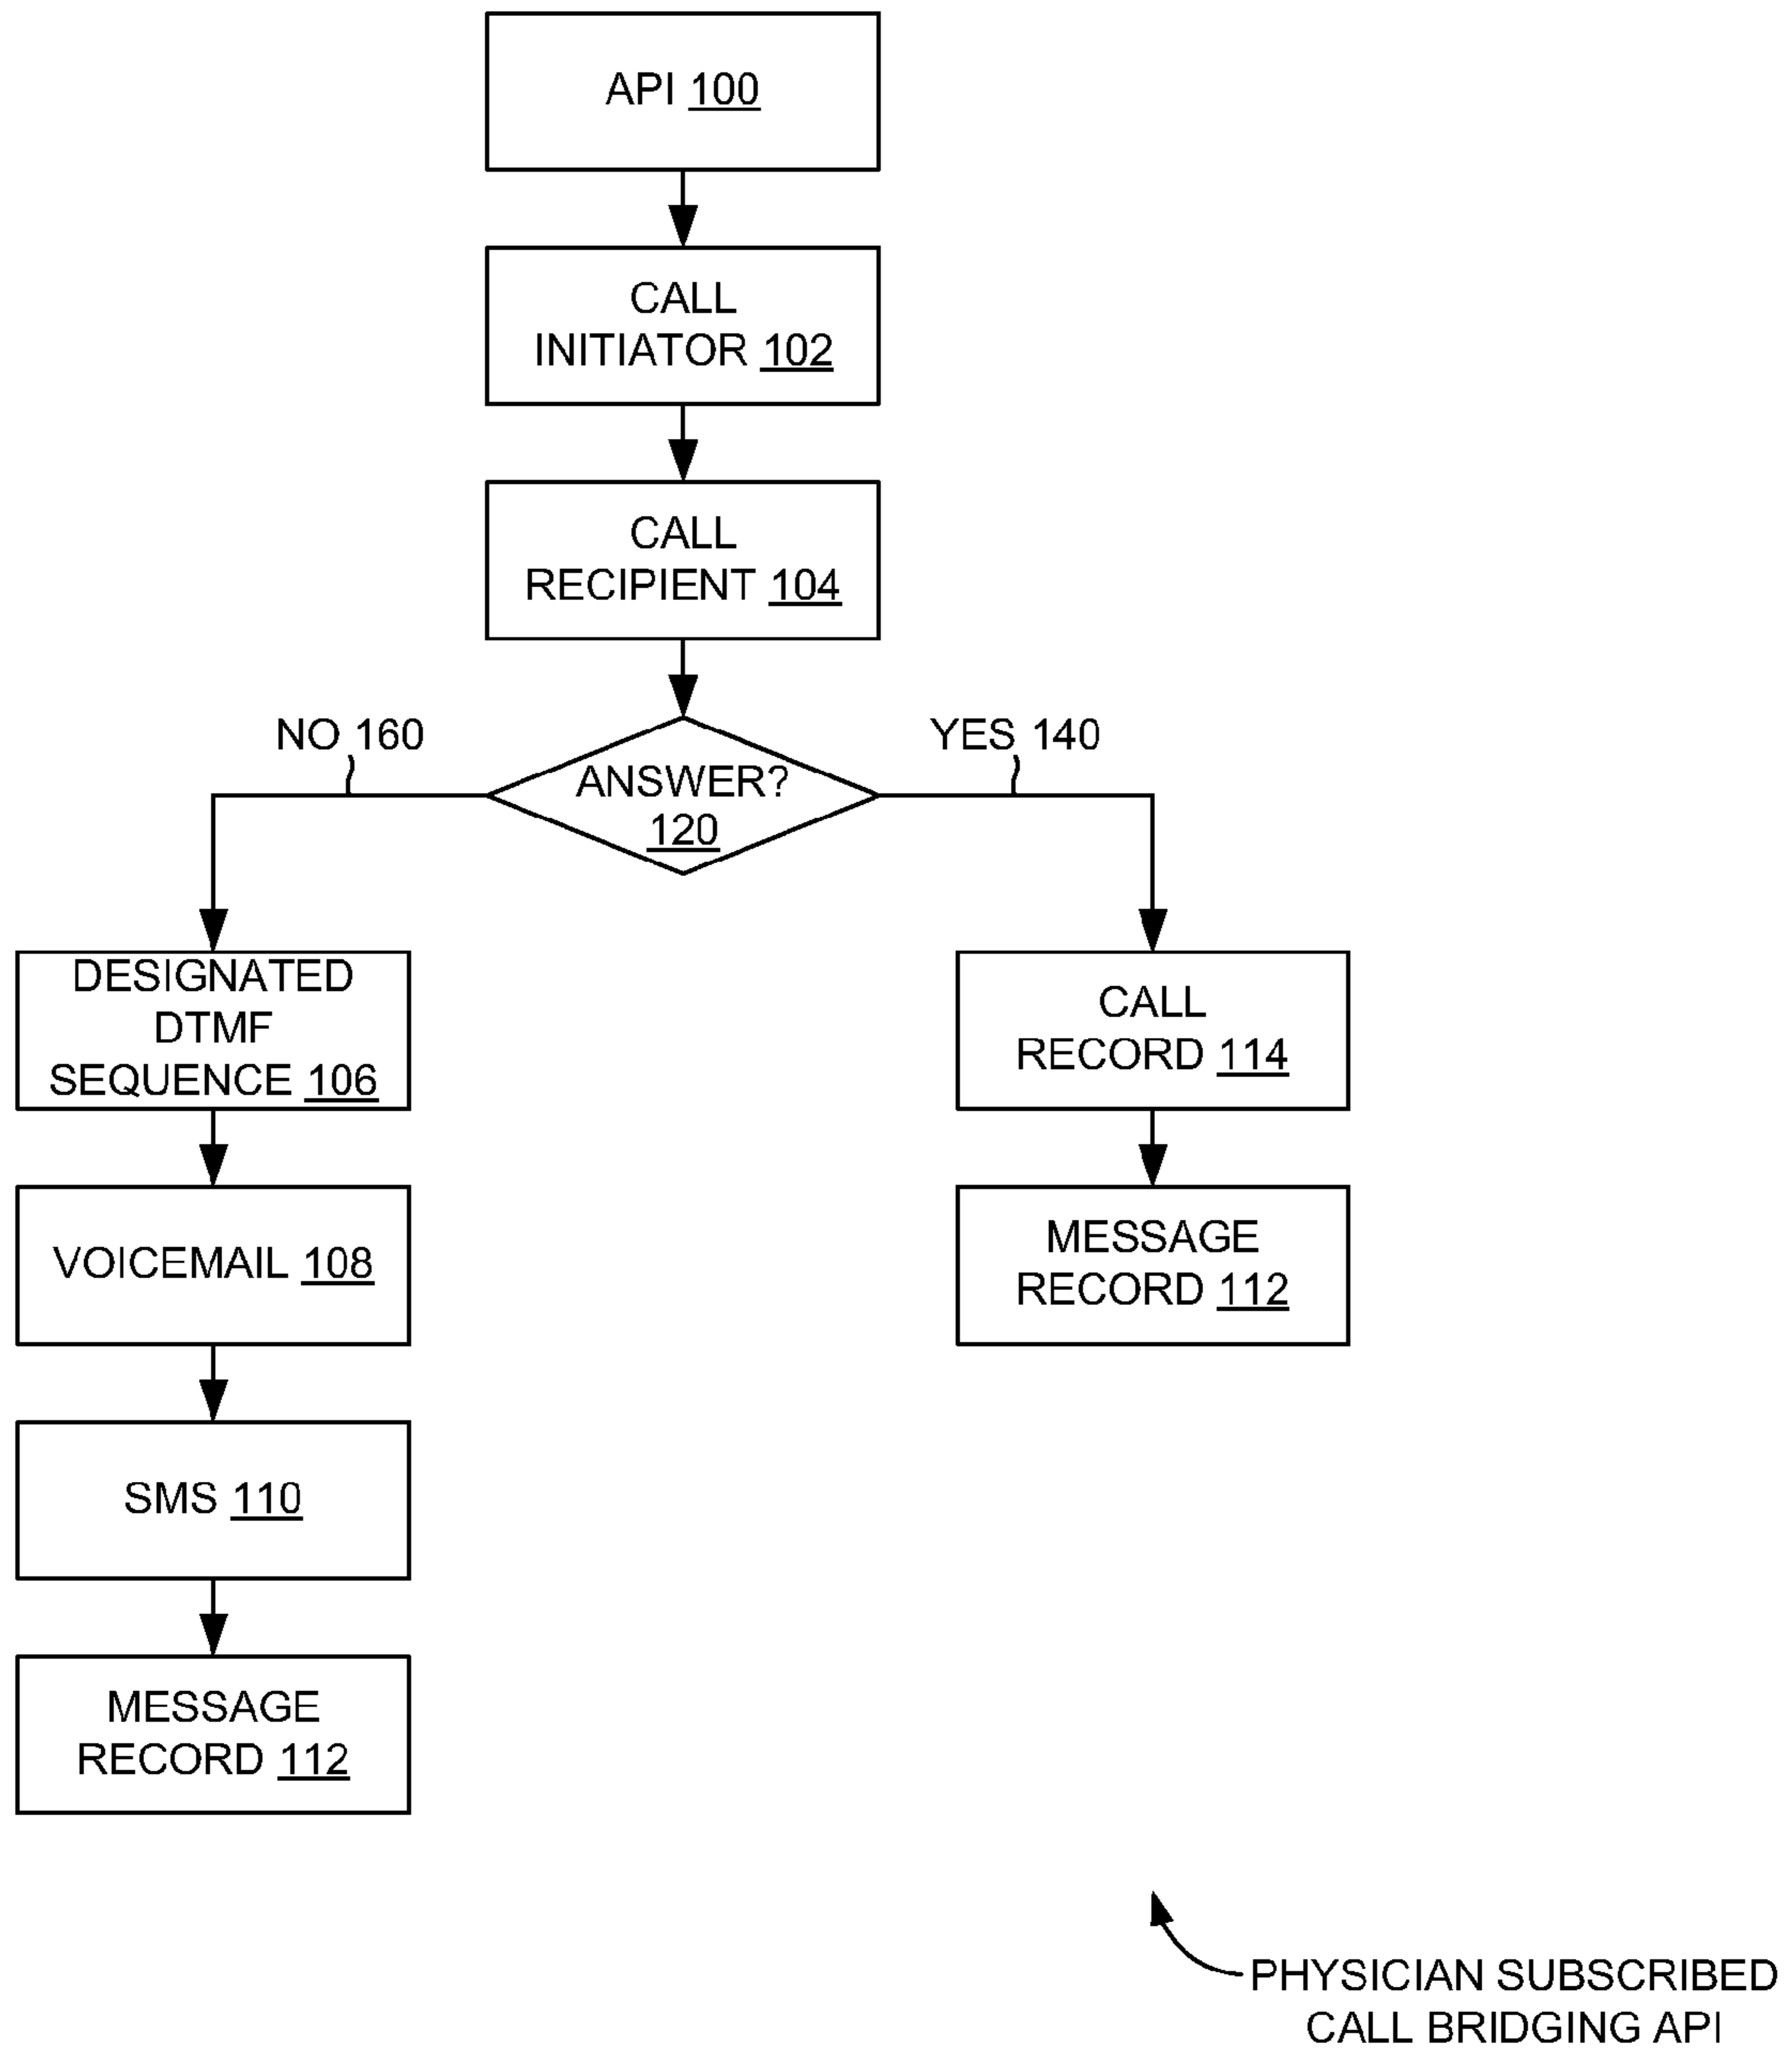 API 100
CALL
INITIATOR 102
CALL
RECIPIENT 104
NO 160
YES 140
ANSWER?
120
DESIGNATED
DTMF
SEQUENCE 106
CALL
RECORD 114
VOICEMAIL 108
MESSAGE
RECORD 112
SMS 110
MESSAGE
RECORD 112
PHYSICIAN SUBSCRIBED
CALL BRIDGING API